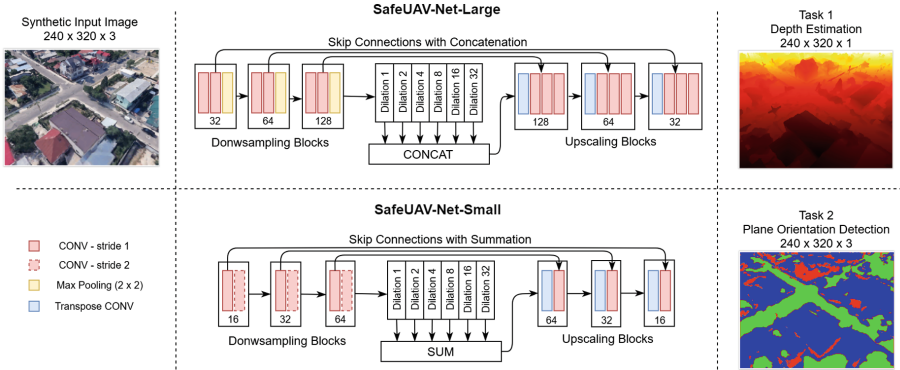 Synthetic Input Image
240 x 320 x 3
SafeUAV-Net-Large
Skip Connections with Concatenation
32
64
128
Donwsampling Blocks
Dilation 1
Dilation 2
Dilation 4
Dilation 8
Dilation 16
Dilation 32
CONCAT
128
64
32
Upscaling Blocks
Task 1
Depth Estimation
240 x 320 x 1
CONV - stride 1
CONV - stride 2
Max Pooling (2 x 2)
Transpose CONV
SafeUAV-Net-Small
Skip Connections with Summation
16
32
64
Donwsampling Blocks
Dilation 1
Dilation 2
Dilation 4
Dilation 8
Dilation 16
Dilation 32
SUM
64
32
16
Upscaling Blocks
Task 2
Plane Orientation Detection
240 x 320 x 3